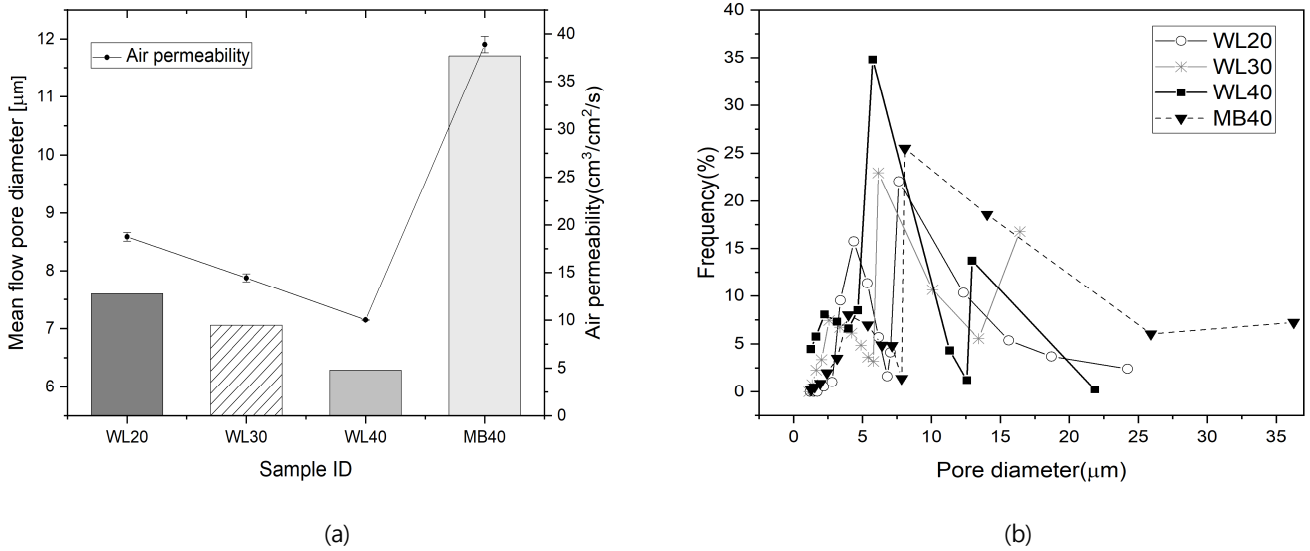 Mean flow pore diameter [μm]
12
11
10
9
8
7
6
Air permeability
40
35
30
25
20
15
10
5
0
Air permeability(cm³/cm²/s)
WL20 WL30 WL40 MB40
Sample ID
(a)
Frequency(%)
40
35
30
25
20
15
10
5
0
WL20
WL30
WL40
MB40
0 5 10 15 20 25 30 35
Pore diameter(μm)
(b)